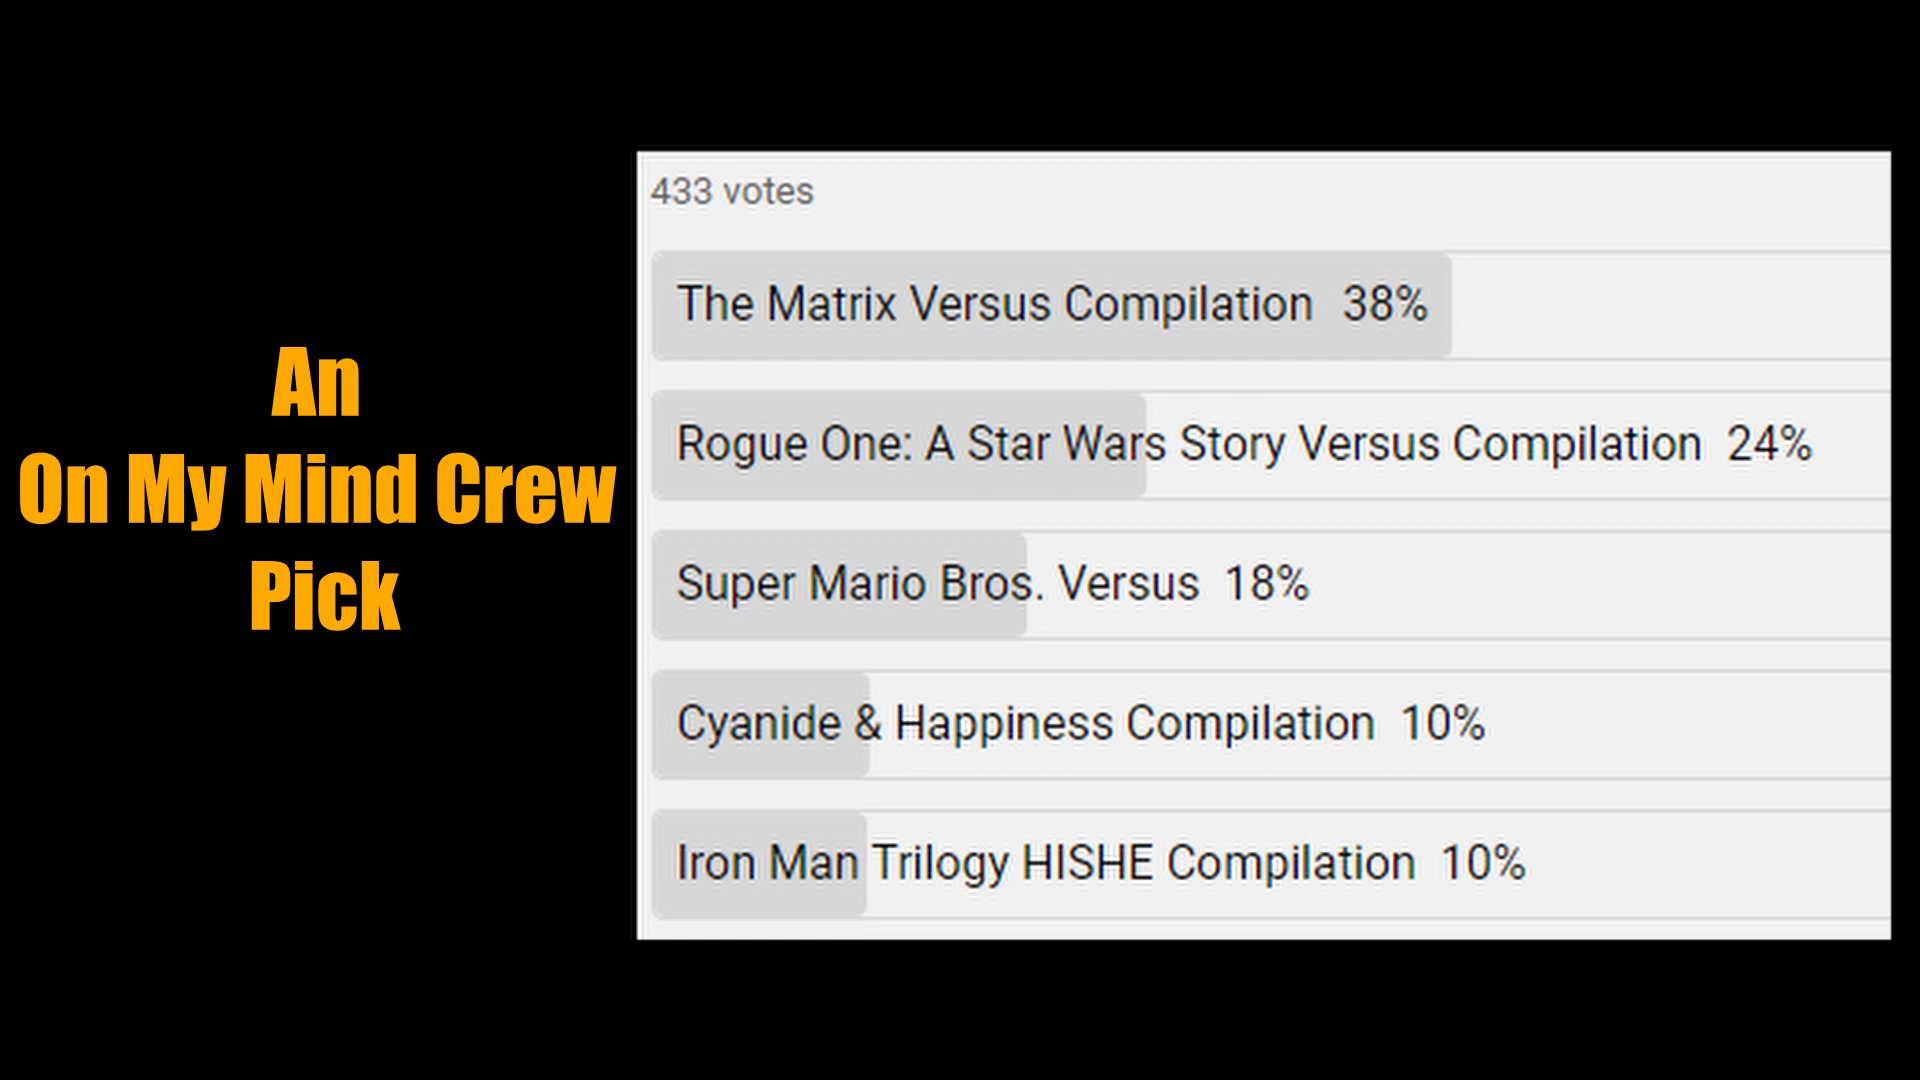 An
On My Mind Crew
Pick
433 votes
The Matrix Versus Compilation 38%
Rogue One: A Star Wars Story Versus Compilation 24%
Super Mario Bros. Versus 18%
Cyanide & Happiness Compilation 10%
Iron Man Trilogy HISHE Compilation 10%